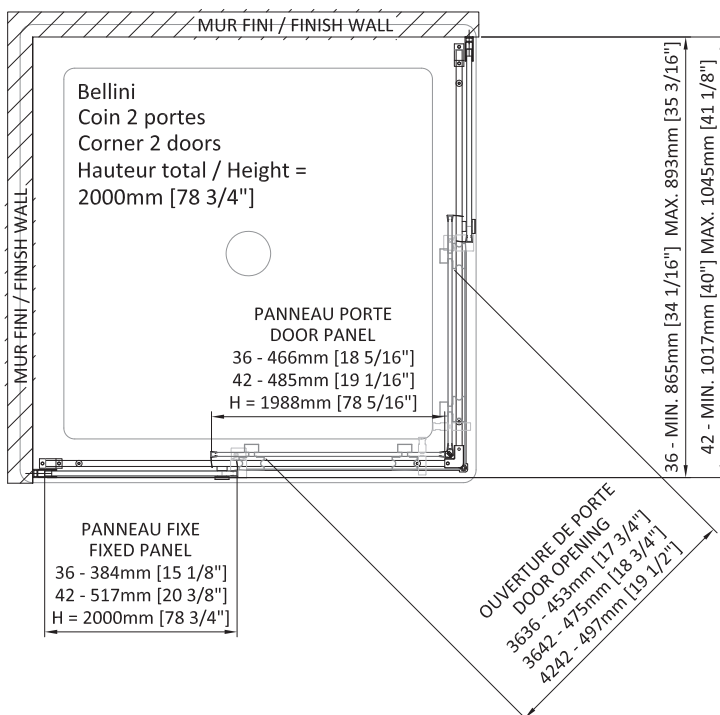 MUR FINI / FINISH WALL
MUR FINI / FINISH WALL
Bellini
Coin 2 portes
Corner 2 doors
Hauteur total / Height =
2000mm [78 3/4"]
PANNEAU PORTE
DOOR PANEL
36 - 466mm [18 5/16"]
42 - 485mm [19 1/16"]
H = 1988mm [78 5/16"]
36 - MIN. 865mm [34 1/16"] MAX. 893mm [35 3/16"]
42 - MIN. 1017mm [40"] MAX. 1045mm [41 1/8"]
PANNEAU FIXE
FIXED PANEL
36 - 384mm [15 1/8"]
42 - 517mm [20 3/8"]
H = 2000mm [78 3/4"]
OUVERTURE DE PORTE
DOOR OPENING
3636 - 453mm [17 3/4"]
3642 - 475mm [18 3/4"]
4242 - 497mm [19 1/2"]